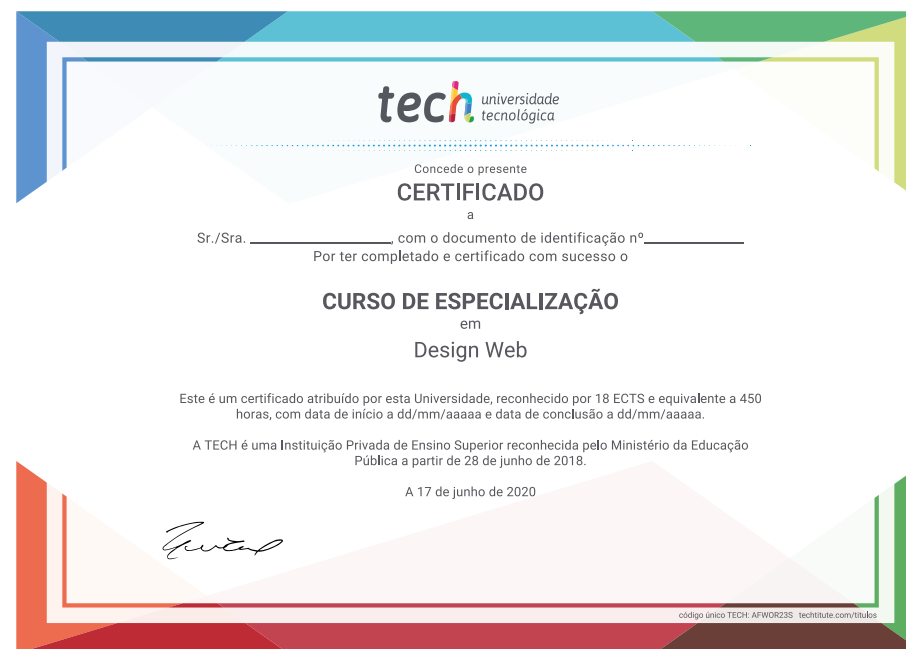 tech universidade
tecnológica
Concede o presente
CERTIFICADO
a
Sr./Sra. ________________, com o documento de identificação nº____________
Por ter completado e certificado com sucesso o
CURSO DE ESPECIALIZAÇÃO
em
Design Web
Este é um certificado atribuído por esta Universidade, reconhecido por 18 ECTS e equivalente a 450
horas, com data de início a dd/mm/aaaaa e data de conclusão a dd/mm/aaaaa.
A TECH é uma Instituição Privada de Ensino Superior reconhecida pelo Ministério da Educação
Pública a partir de 28 de junho de 2018.
A 17 de junho de 2020
código único TECH: AFWOR23S techtitute.com/titulos